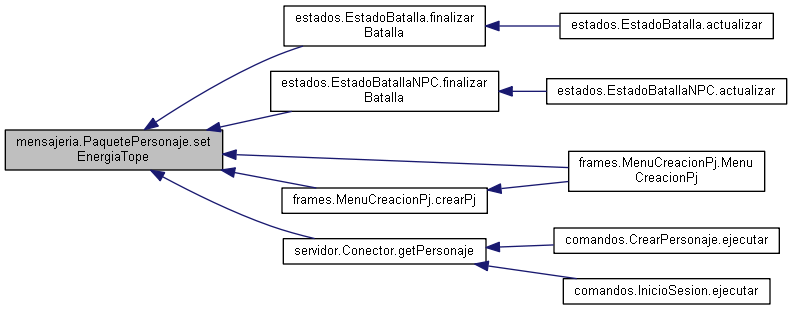 estados.EstadoBatalla.finalizar
Batalla
estados.EstadoBatalla.actualizar
estados.EstadoBatallaNPC.finalizar
Batalla
estados.EstadoBatallaNPC.actualizar
mensajeria.PaquetePersonaje.set
EnergiaTope
frames.MenuCreacionPj.Menu
CreacionPj
frames.MenuCreacionPj.crearPj
servidor.Conector.getPersonaje
comandos.CrearPersonaje.ejecutar
comandos.InicioSesion.ejecutar